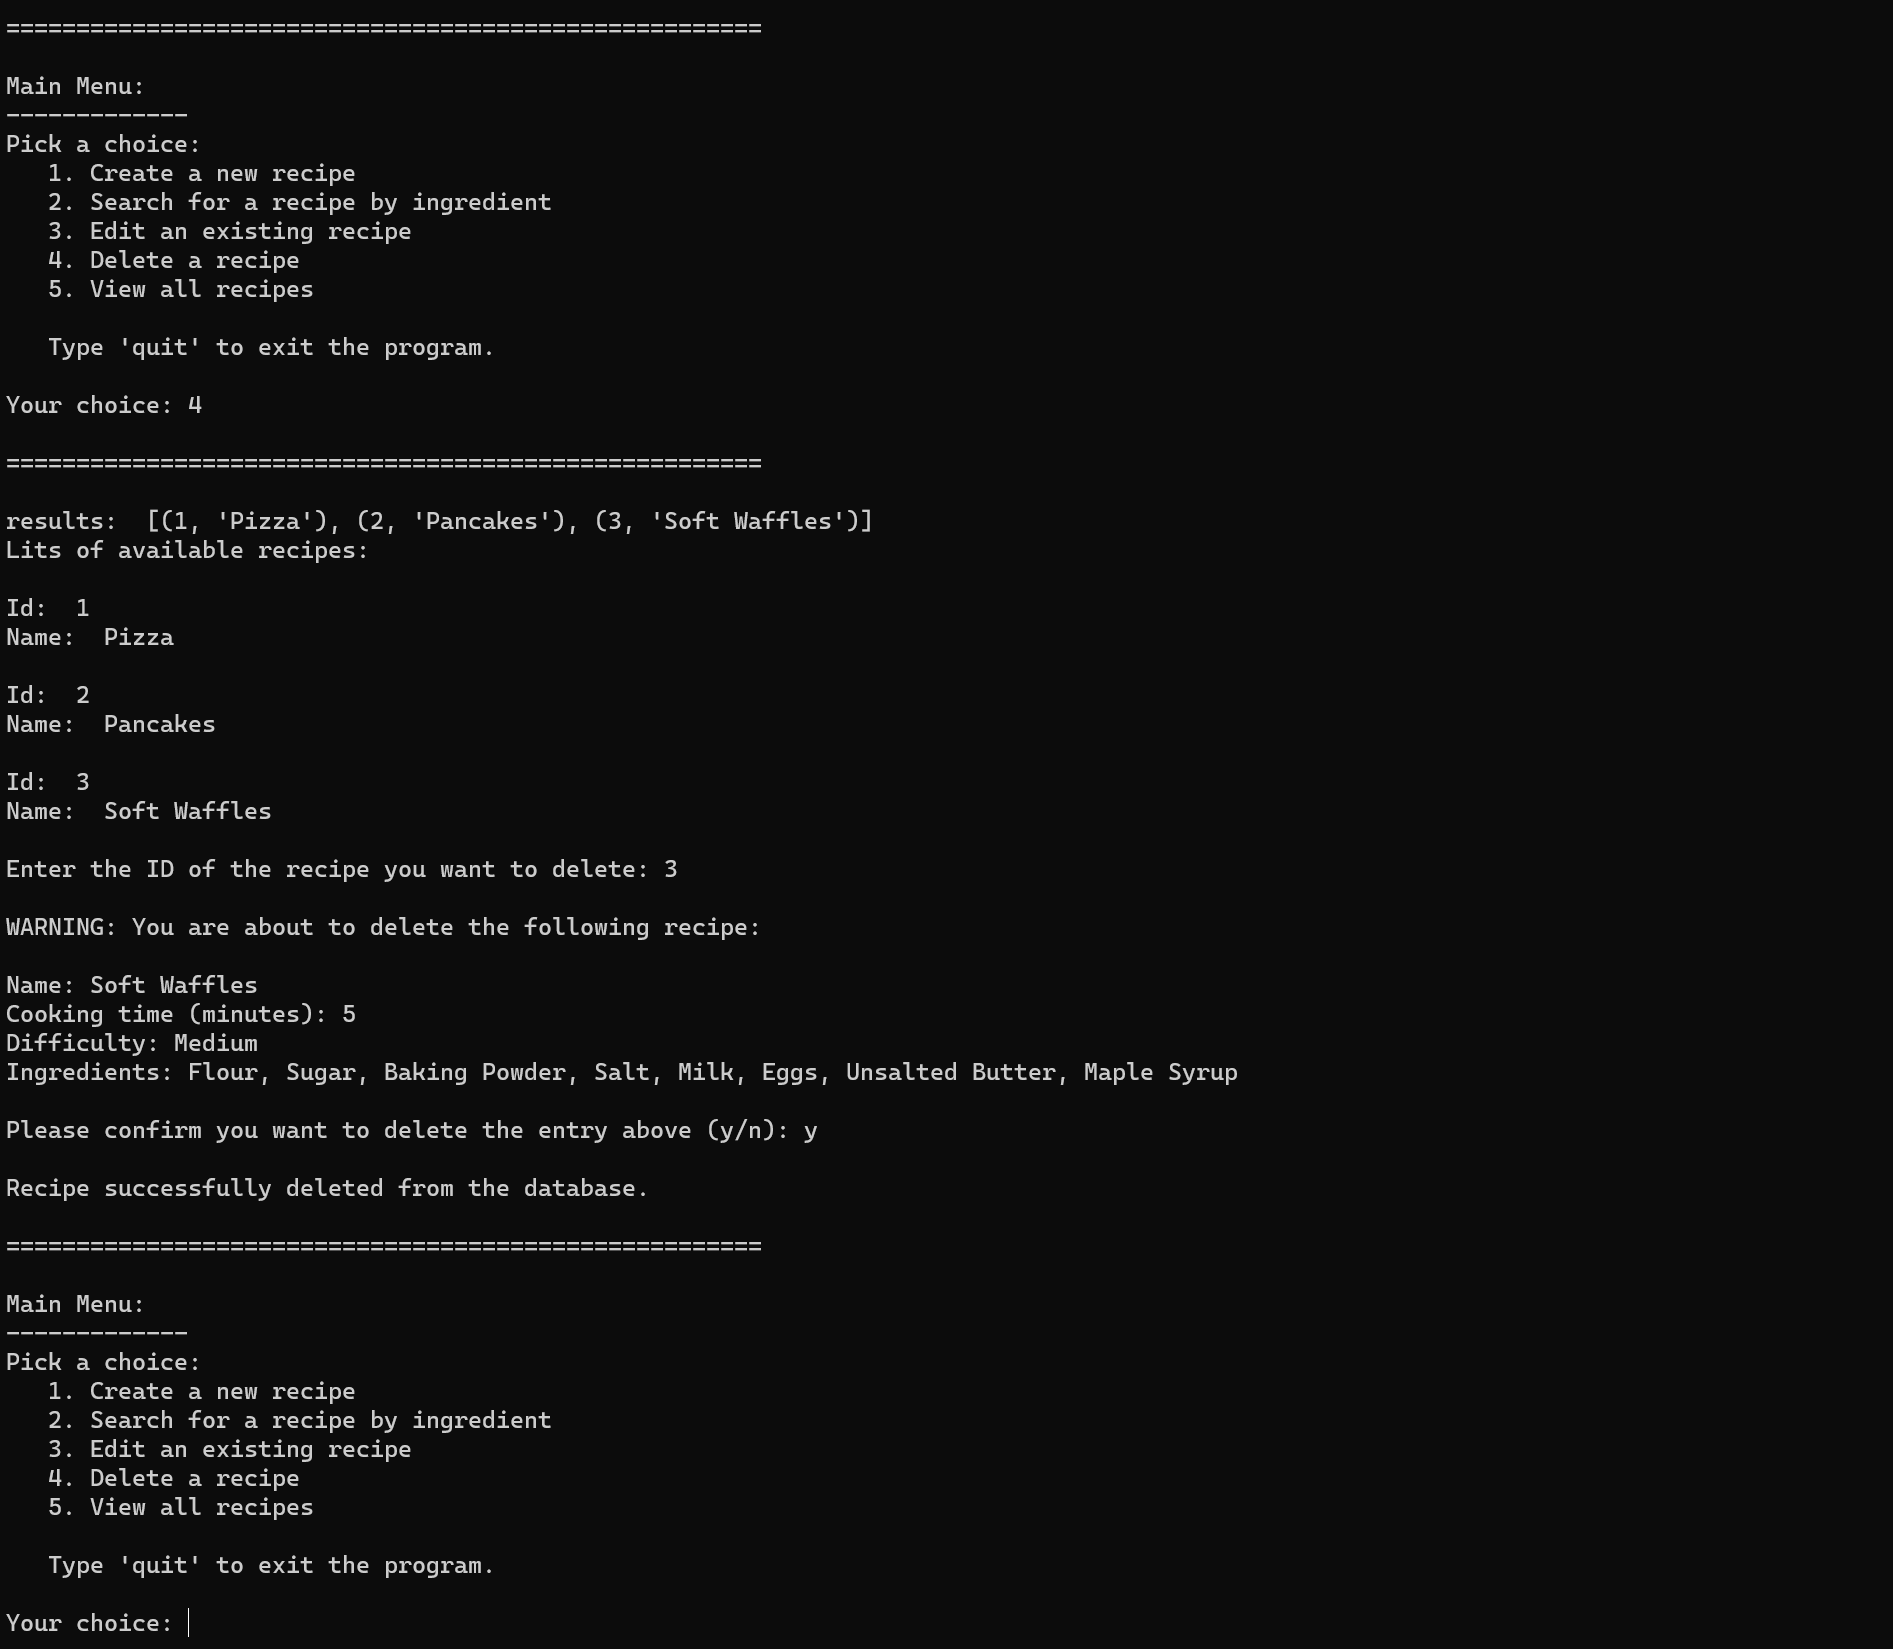 ======================================================
Main Menu:
-------------
Pick a choice:
   1. Create a new recipe
   2. Search for a recipe by ingredient
   3. Edit an existing recipe
   4. Delete a recipe
   5. View all recipes
   Type 'quit' to exit the program.
Your choice: 4
======================================================
results:  [(1, 'Pizza'), (2, 'Pancakes'), (3, 'Soft Waffles')]
Lits of available recipes:
Id:  1
Name:  Pizza
Id:  2
Name:  Pancakes
Id:  3
Name:  Soft Waffles
Enter the ID of the recipe you want to delete: 3
WARNING: You are about to delete the following recipe:
Name: Soft Waffles
Cooking time (minutes): 5
Difficulty: Medium
Ingredients: Flour, Sugar, Baking Powder, Salt, Milk, Eggs, Unsalted Butter, Maple Syrup
Please confirm you want to delete the entry above (y/n): y
Recipe successfully deleted from the database.
======================================================
Main Menu:
-------------
Pick a choice:
   1. Create a new recipe
   2. Search for a recipe by ingredient
   3. Edit an existing recipe
   4. Delete a recipe
   5. View all recipes
   Type 'quit' to exit the program.
Your choice: